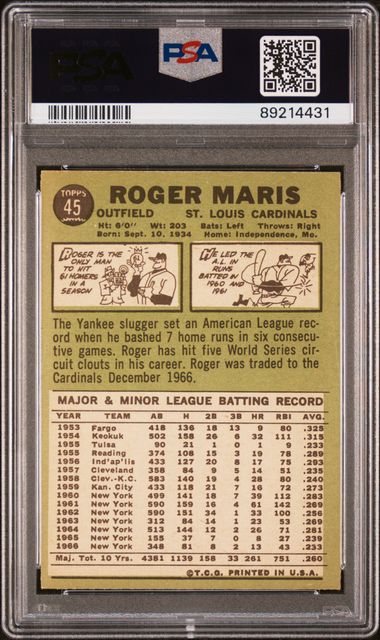 PSA
PSA
89214431
TOPPS
45
ROGER MARIS
OUTFIELD ST. LOUIS CARDINALS
Ht: 6'0" Wt: 203 Bats: Left Throws: Right
Born: Sept. 10, 1934 Home: Independence, Mo.
ROGER IS THE
ONLY MAN
TO HIT
61 HOMERS
IN A
SEASON
HE LED THE
A.L. IN
RUNS
BATTED IN
1960 AND
1961
The Yankee slugger set an American League rec-
ord when he bashed 7 home runs in six consecu-
tive games. Roger has hit five World Series cir-
cuit clouts in his career. Roger was traded to the
Cardinals December 1966.
MAJOR & MINOR LEAGUE BATTING RECORD
YEAR TEAM AB H 2B 3B HR RBI AVG.
1953 Fargo 418 136 18 13 9 80 .325
1954 Keokuk 502 158 26 6 32 111 .315
1955 Tulsa 90 21 1 0 1 9 .233
1955 Reading 374 108 15 3 19 78 .289
1956 Ind'ap'lis 433 127 20 8 17 75 .293
1957 Cleveland 358 84 9 5 14 51 .235
1958 Clev.-K.C. 583 140 19 4 28 80 .240
1959 Kan. City 433 118 21 7 16 72 .273
1960 New York 499 141 18 7 39 112 .283
1961 New York 590 159 16 4 61 142 .269
1962 New York 590 151 34 1 33 100 .256
1963 New York 312 84 14 1 23 53 .269
1964 New York 513 144 12 2 26 71 .281
1965 New York 155 37 7 0 8 27 .239
1966 New York 348 81 8 2 13 43 .233
Maj. Tot. 10 Yrs. 4381 1139 158 33 261 751 .260
©T.C.G. PRINTED IN U.S.A.